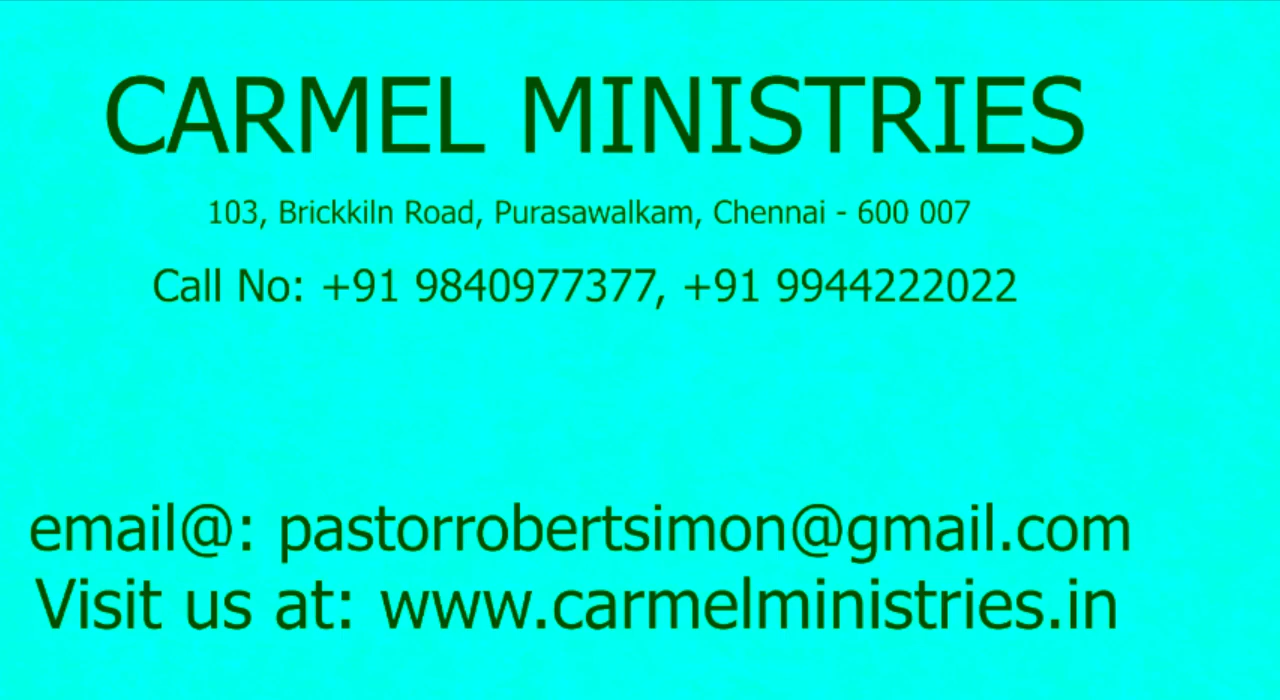 CARMEL MINISTRIES
103, Brickkiln Road, Purasawalkam, Chennai - 600 007
Call No: +91 9840977377, +91 9944222022
email@: pastorrobertsimon@gmail.com
Visit us at: www.carmelministries.in